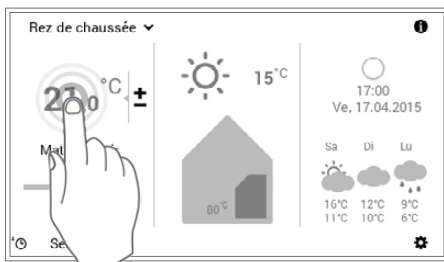 Rez de chaussée
21.0 °C ±
15°C
17:00
Ve, 17.04.2015
80°C
Sa Di Lu
16°C 12°C 9°C
11°C 10°C 6°C